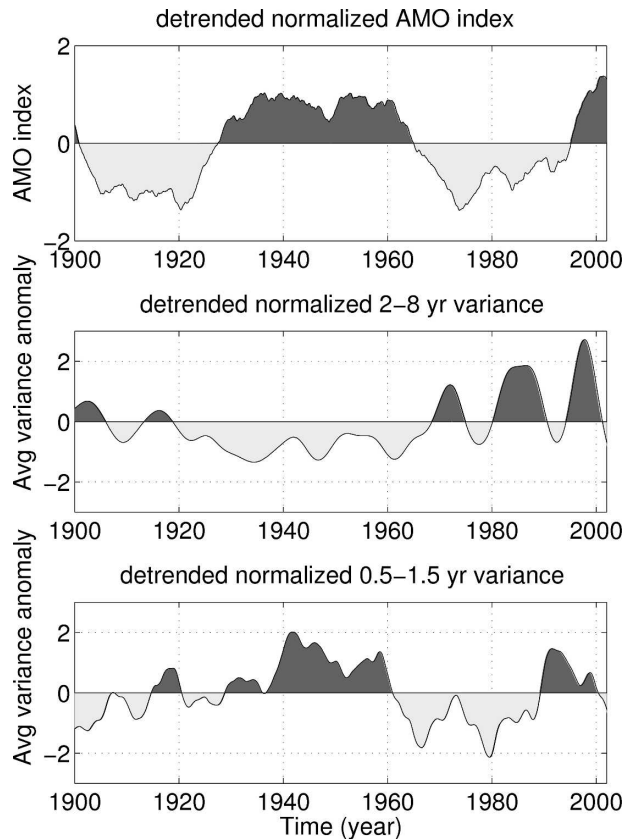 detrended normalized AMO index
AMO index
2
0
−2
1900 1920 1940 1960 1980 2000
detrended normalized 2−8 yr variance
Avg variance anomaly
2
0
−2
1900 1920 1940 1960 1980 2000
detrended normalized 0.5−1.5 yr variance
Avg variance anomaly
2
0
−2
1900 1920 1940 1960 1980 2000
Time (year)